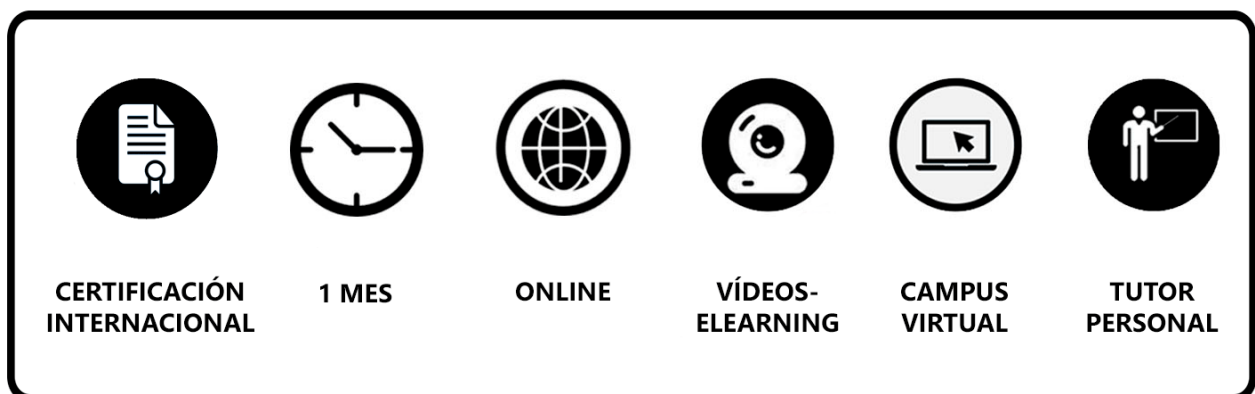 CERTIFICACIÓN
INTERNACIONAL
1 MES
ONLINE
VÍDEOS-
ELEARNING
CAMPUS
VIRTUAL
TUTOR
PERSONAL